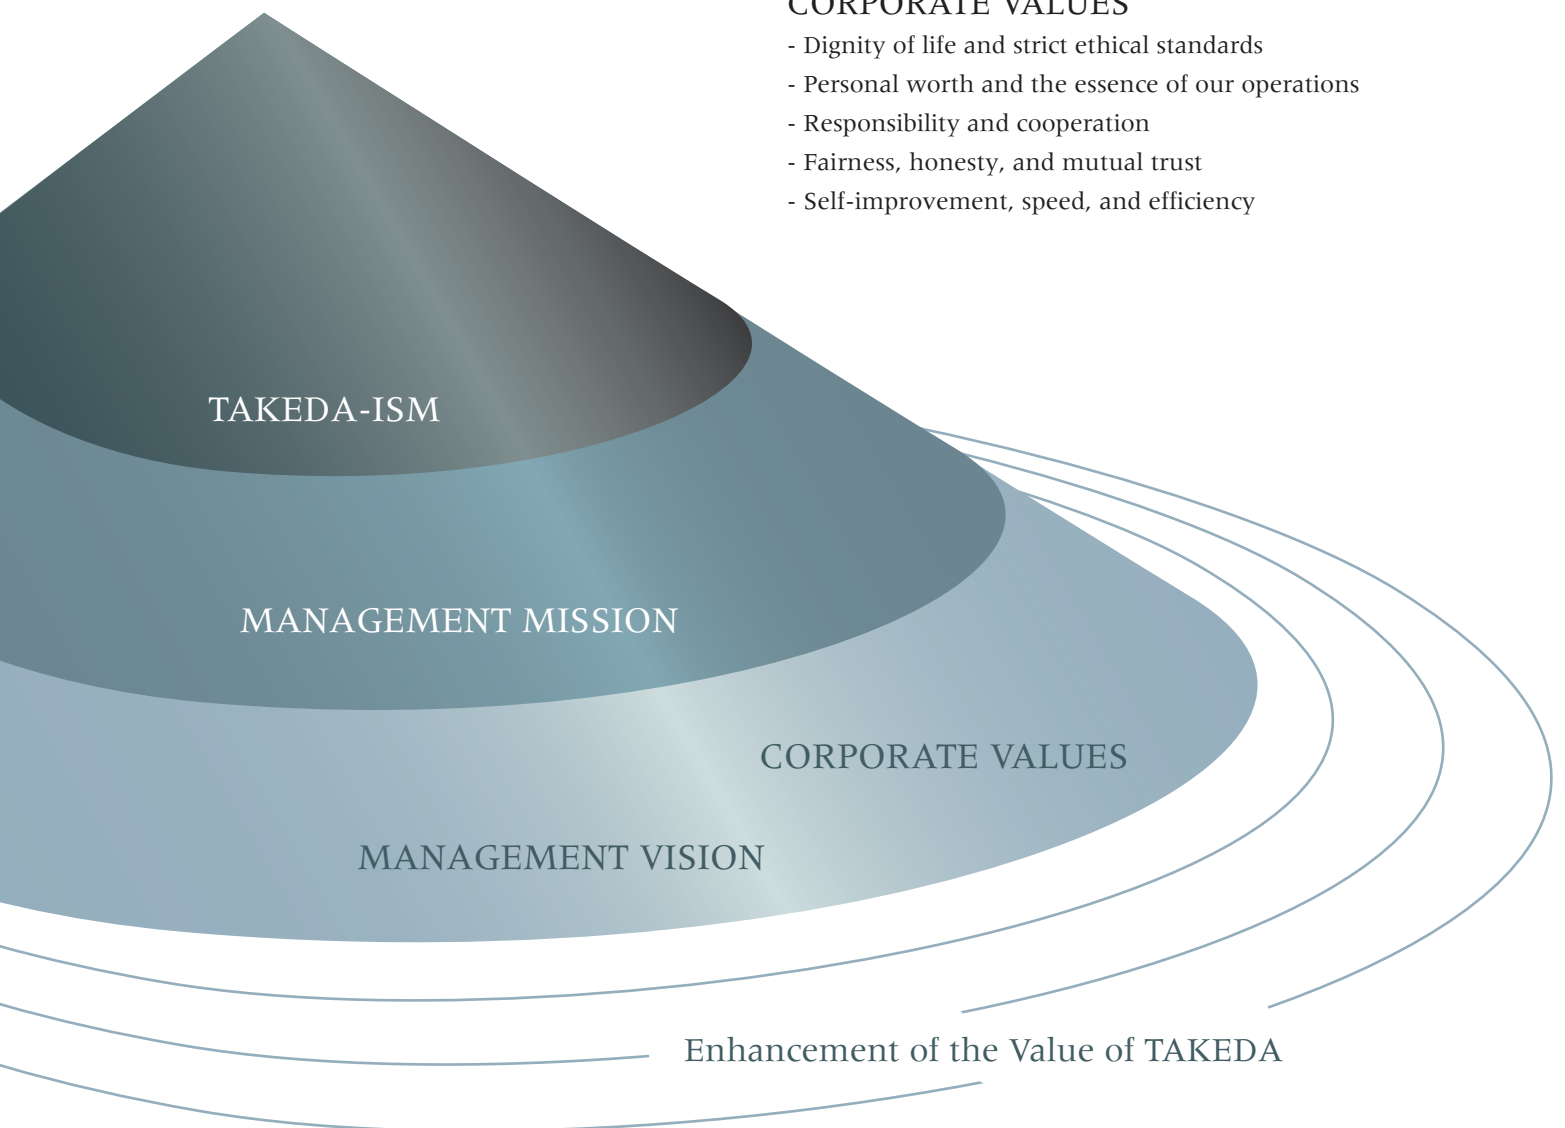 CORPORATE VALUES
- Dignity of life and strict ethical standards
- Personal worth and the essence of our operations
- Responsibility and cooperation
- Fairness, honesty, and mutual trust
- Self-improvement, speed, and efficiency
TAKEDA-ISM
MANAGEMENT MISSION
CORPORATE VALUES
MANAGEMENT VISION
Enhancement of the Value of TAKEDA